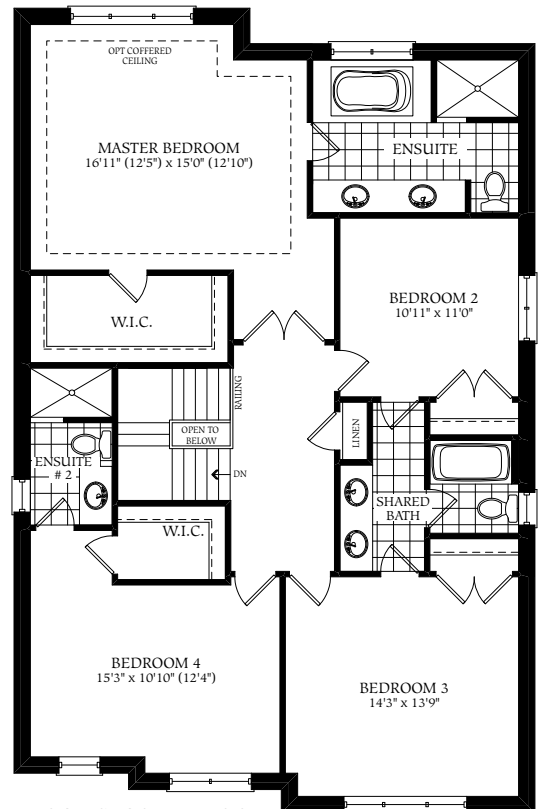 OPT COFFERED
CEILING
MASTER BEDROOM
16'11" (12'5") x 15'0" (12'10")
ENSUITE
BEDROOM 2
10'11" x 11'0"
W.I.C.
RAILING
OPEN TO
BELOW
LINEN
ENSUITE
# 2
DN
SHARED
BATH
W.I.C.
BEDROOM 4
15'3" x 10'10" (12'4")
BEDROOM 3
14'3" x 13'9"